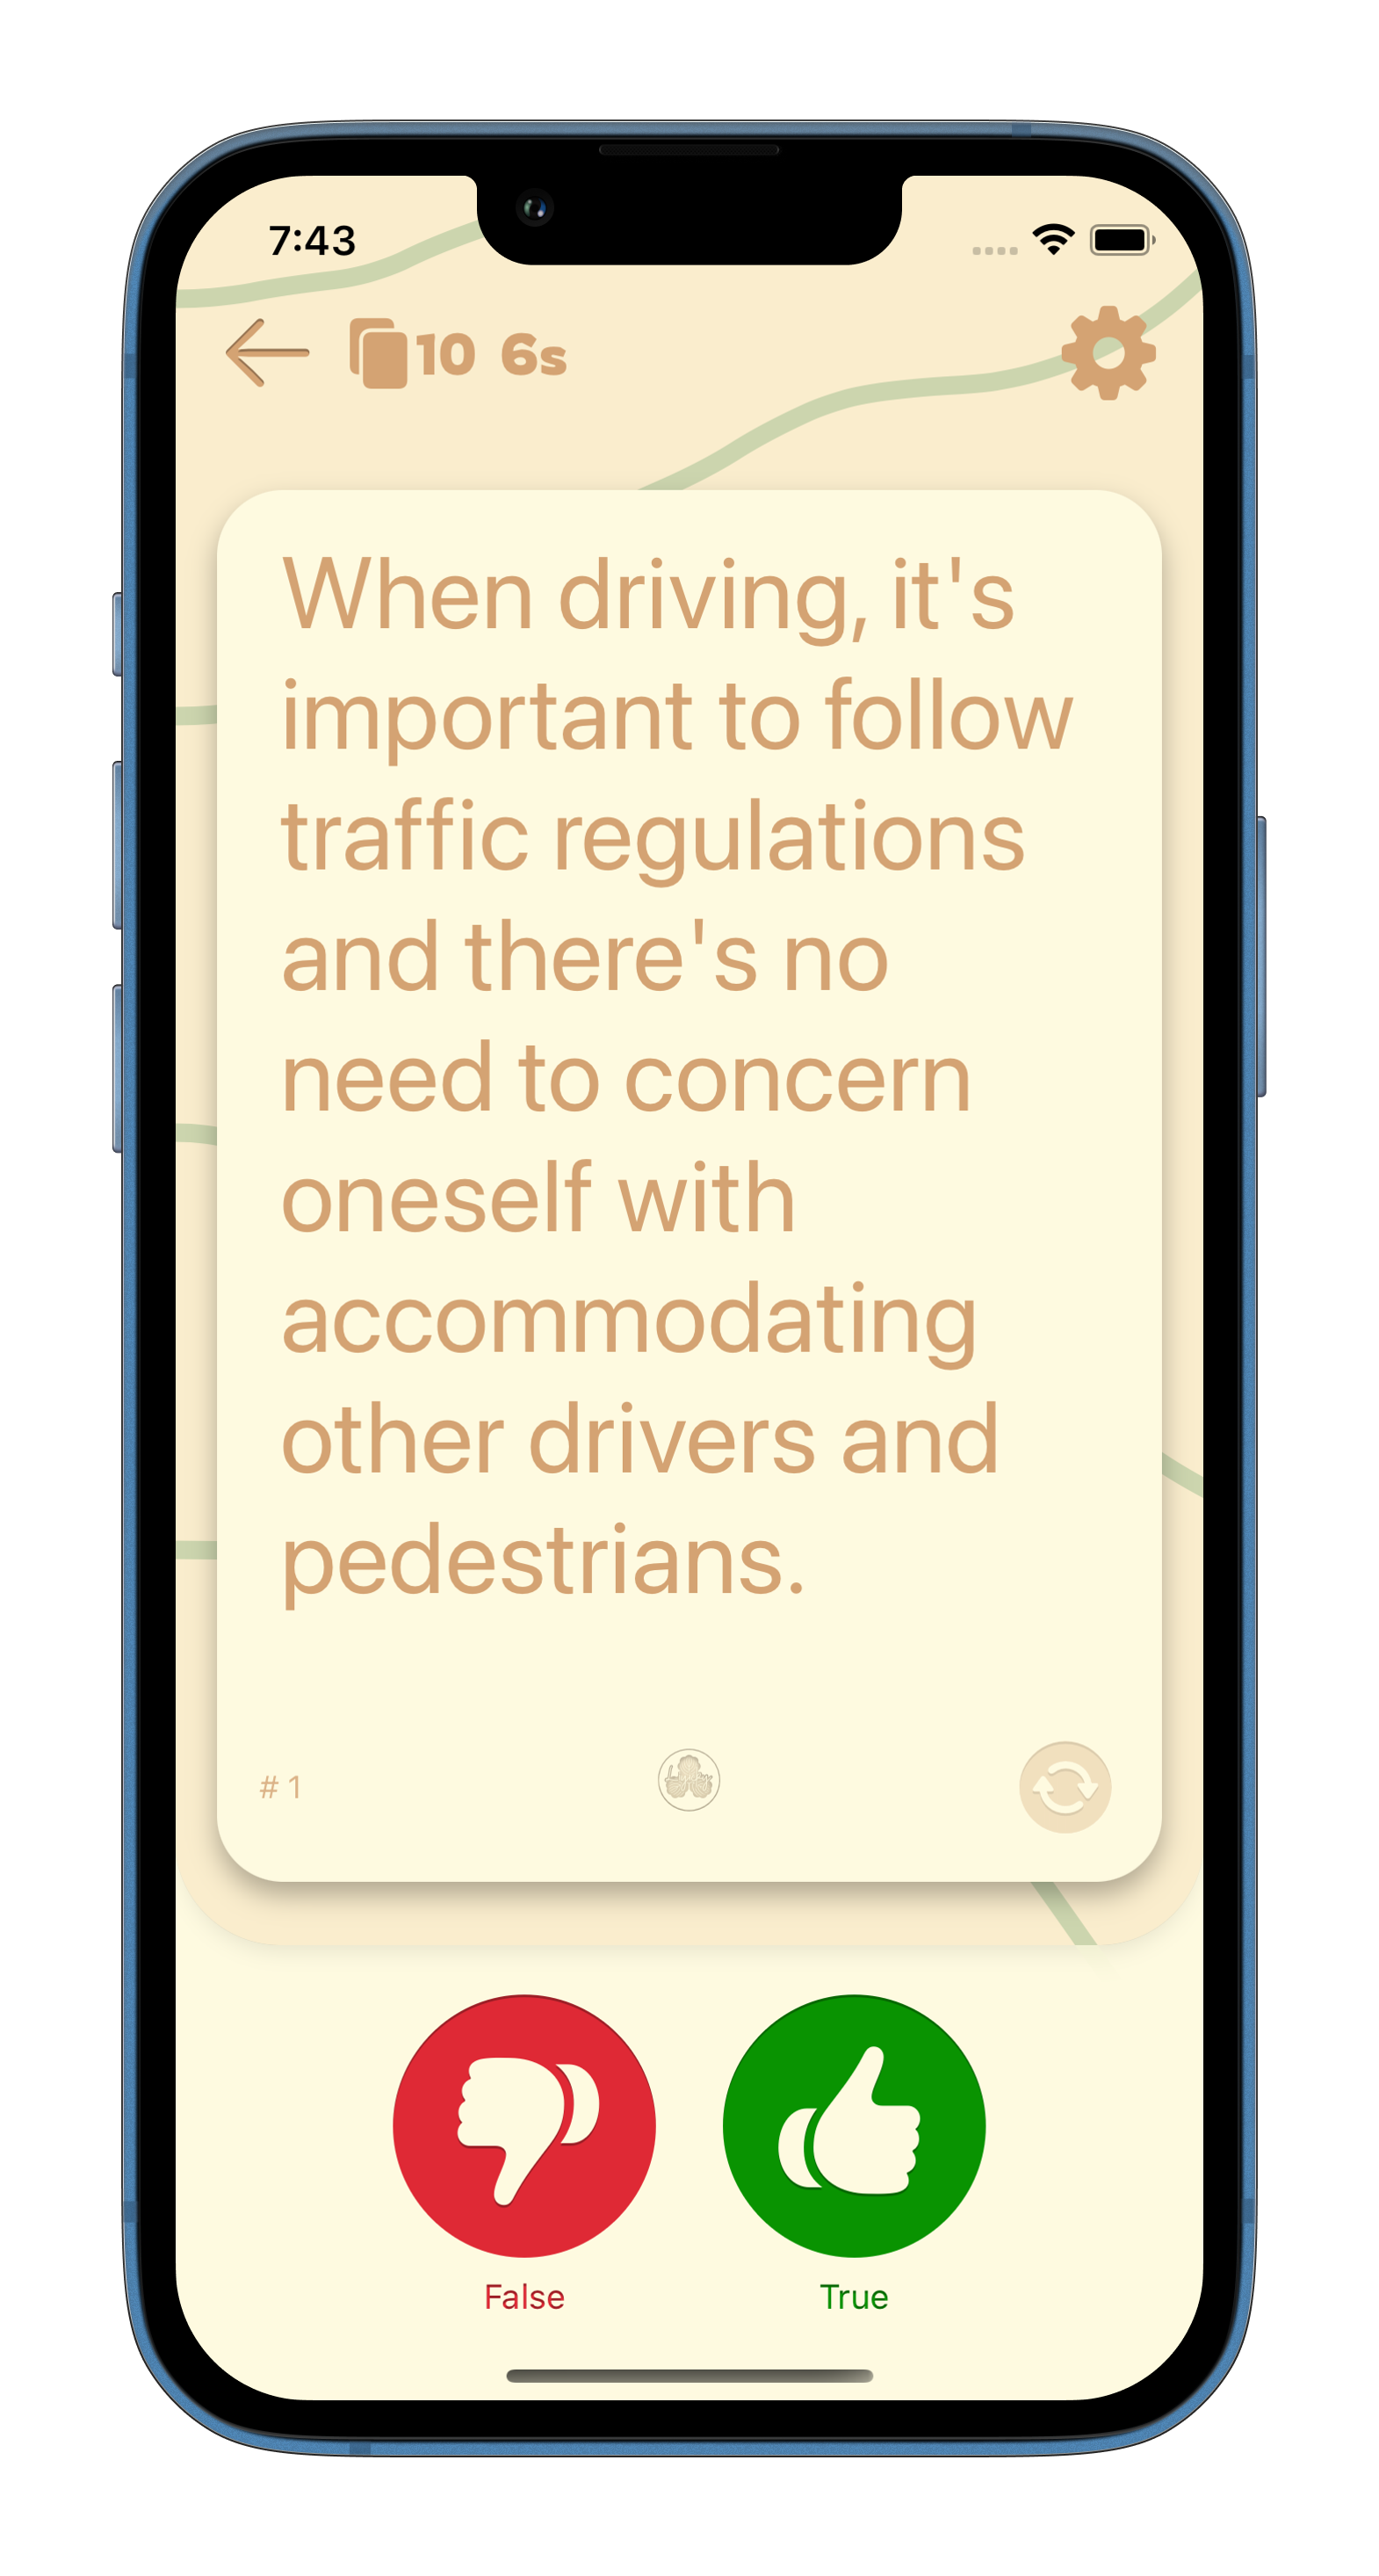 7:43
10 6s
When driving, it's
important to follow
traffic regulations
and there's no
need to concern
oneself with
accommodating
other drivers and
pedestrians.
# 1
False
True